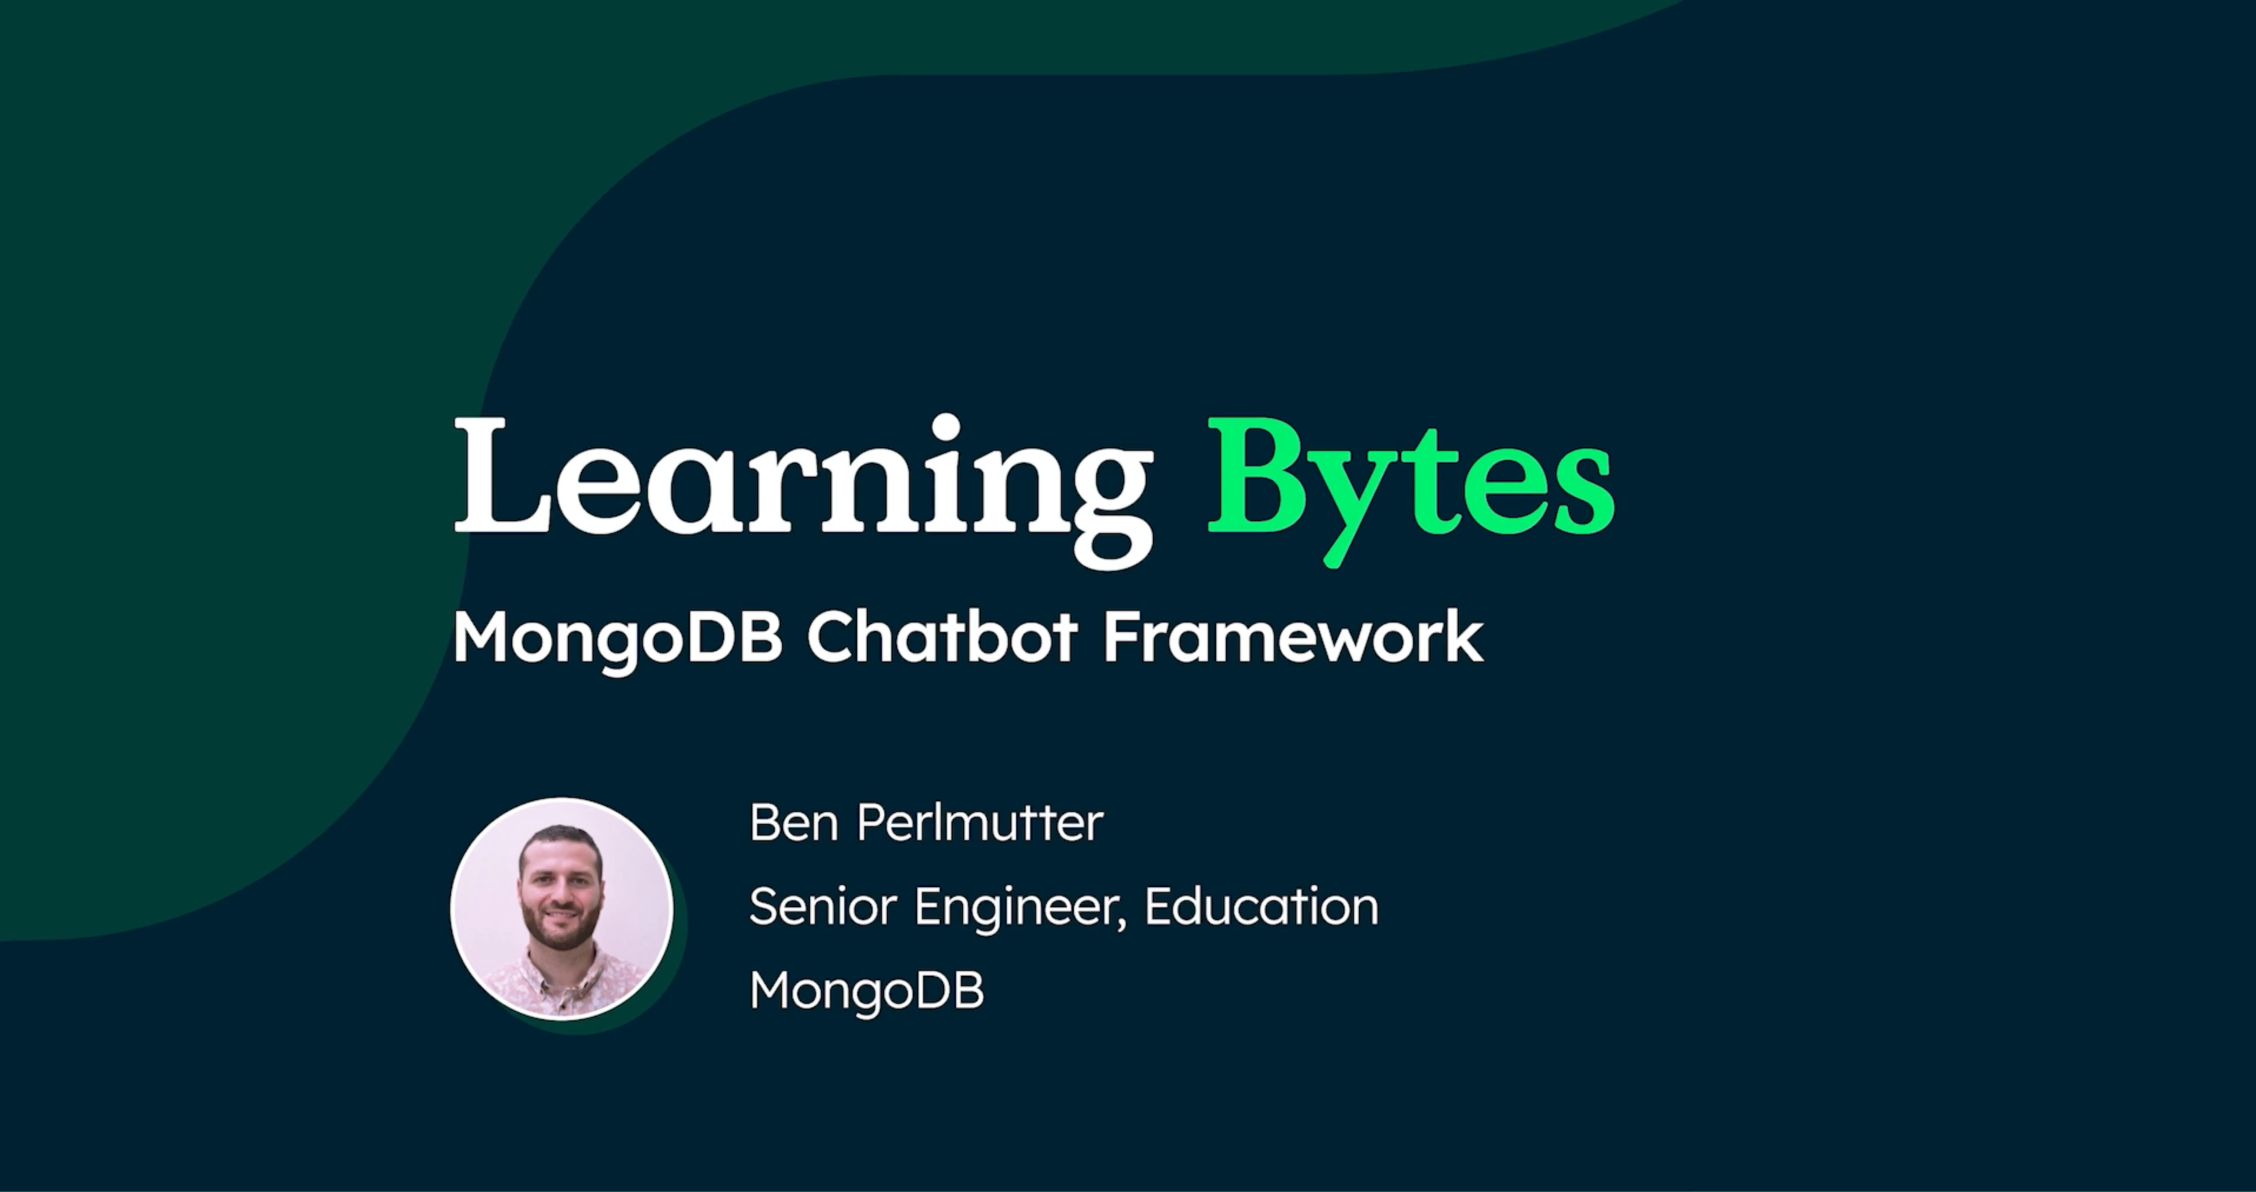 Learning Bytes
MongoDB Chatbot Framework
Ben Perlmutter
Senior Engineer, Education
MongoDB